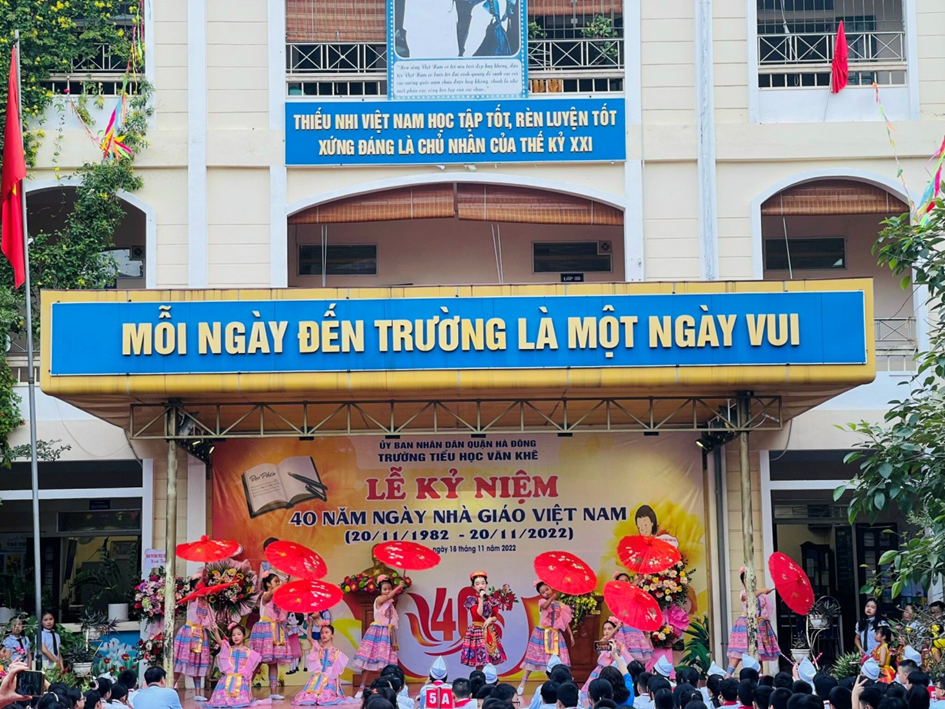 THIẾU NHI VIỆT NAM HỌC TẬP TỐT, RÈN LUYỆN TỐT
XỨNG ĐÁNG LÀ CHỦ NHÂN CỦA THẾ KỶ XXI
MỖI NGÀY ĐẾN TRƯỜNG LÀ MỘT NGÀY VUI
ỦY BAN NHÂN DÂN QUẬN HÀ ĐÔNG
TRƯỜNG TIỂU HỌC VĂN KHÊ
LỄ KỶ NIỆM
40 NĂM NGÀY NHÀ GIÁO VIỆT NAM
(20/11/1982 - 20/11/2022)
ngày 18 tháng 11 năm 2022
40
5A